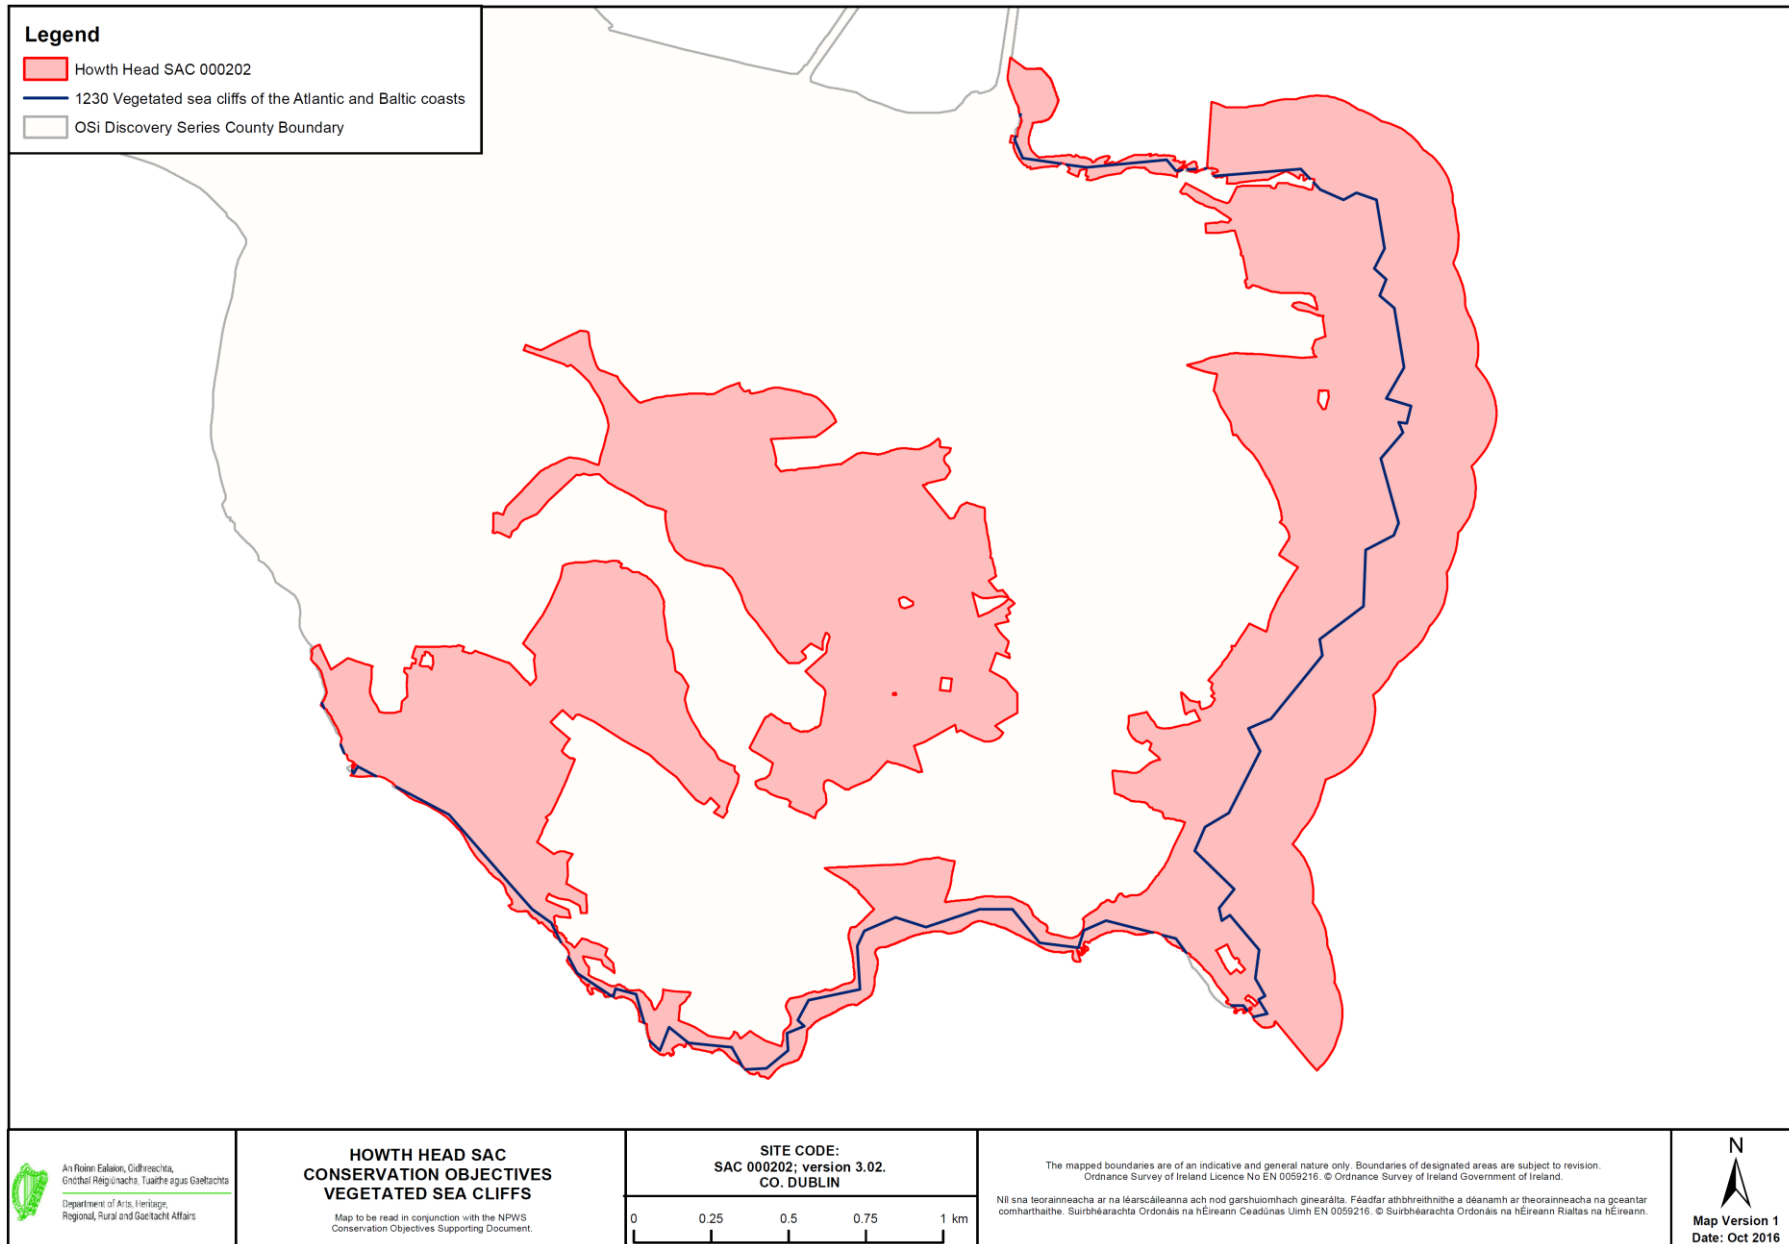 Legend
Howth Head SAC 000202
1230 Vegetated sea cliffs of the Atlantic and Baltic coasts
OSi Discovery Series County Boundary
An Roinn Ealaíon, Oidhreachta,
Gnóthaí Réigiúnacha, Tuaithe agus Gaeltachta
Department of Arts, Heritage,
Regional, Rural and Gaeltacht Affairs
HOWTH HEAD SAC
CONSERVATION OBJECTIVES
VEGETATED SEA CLIFFS
Map to be read in conjunction with the NPWS
Conservation Objectives Supporting Document.
SITE CODE:
SAC 000202; version 3.02.
CO. DUBLIN
0 0.25 0.5 0.75 1 km
The mapped boundaries are of an indicative and general nature only. Boundaries of designated areas are subject to revision.
Ordnance Survey of Ireland Licence No EN 0059216. © Ordnance Survey of Ireland Government of Ireland.
Níl sna teorainneacha ar na léarscáileanna ach nod garshuíomhach ginearálta. Féadfar athbhreithnithe a déanamh ar theorainneacha na gceantar
comharthaithe. Suirbhéarachta Ordonáis na hÉireann Ceadúnas Uimh EN 0059216. © Suirbhéarachta Ordonáis na hÉireann Rialtas na hÉireann.
N
Map Version 1
Date: Oct 2016